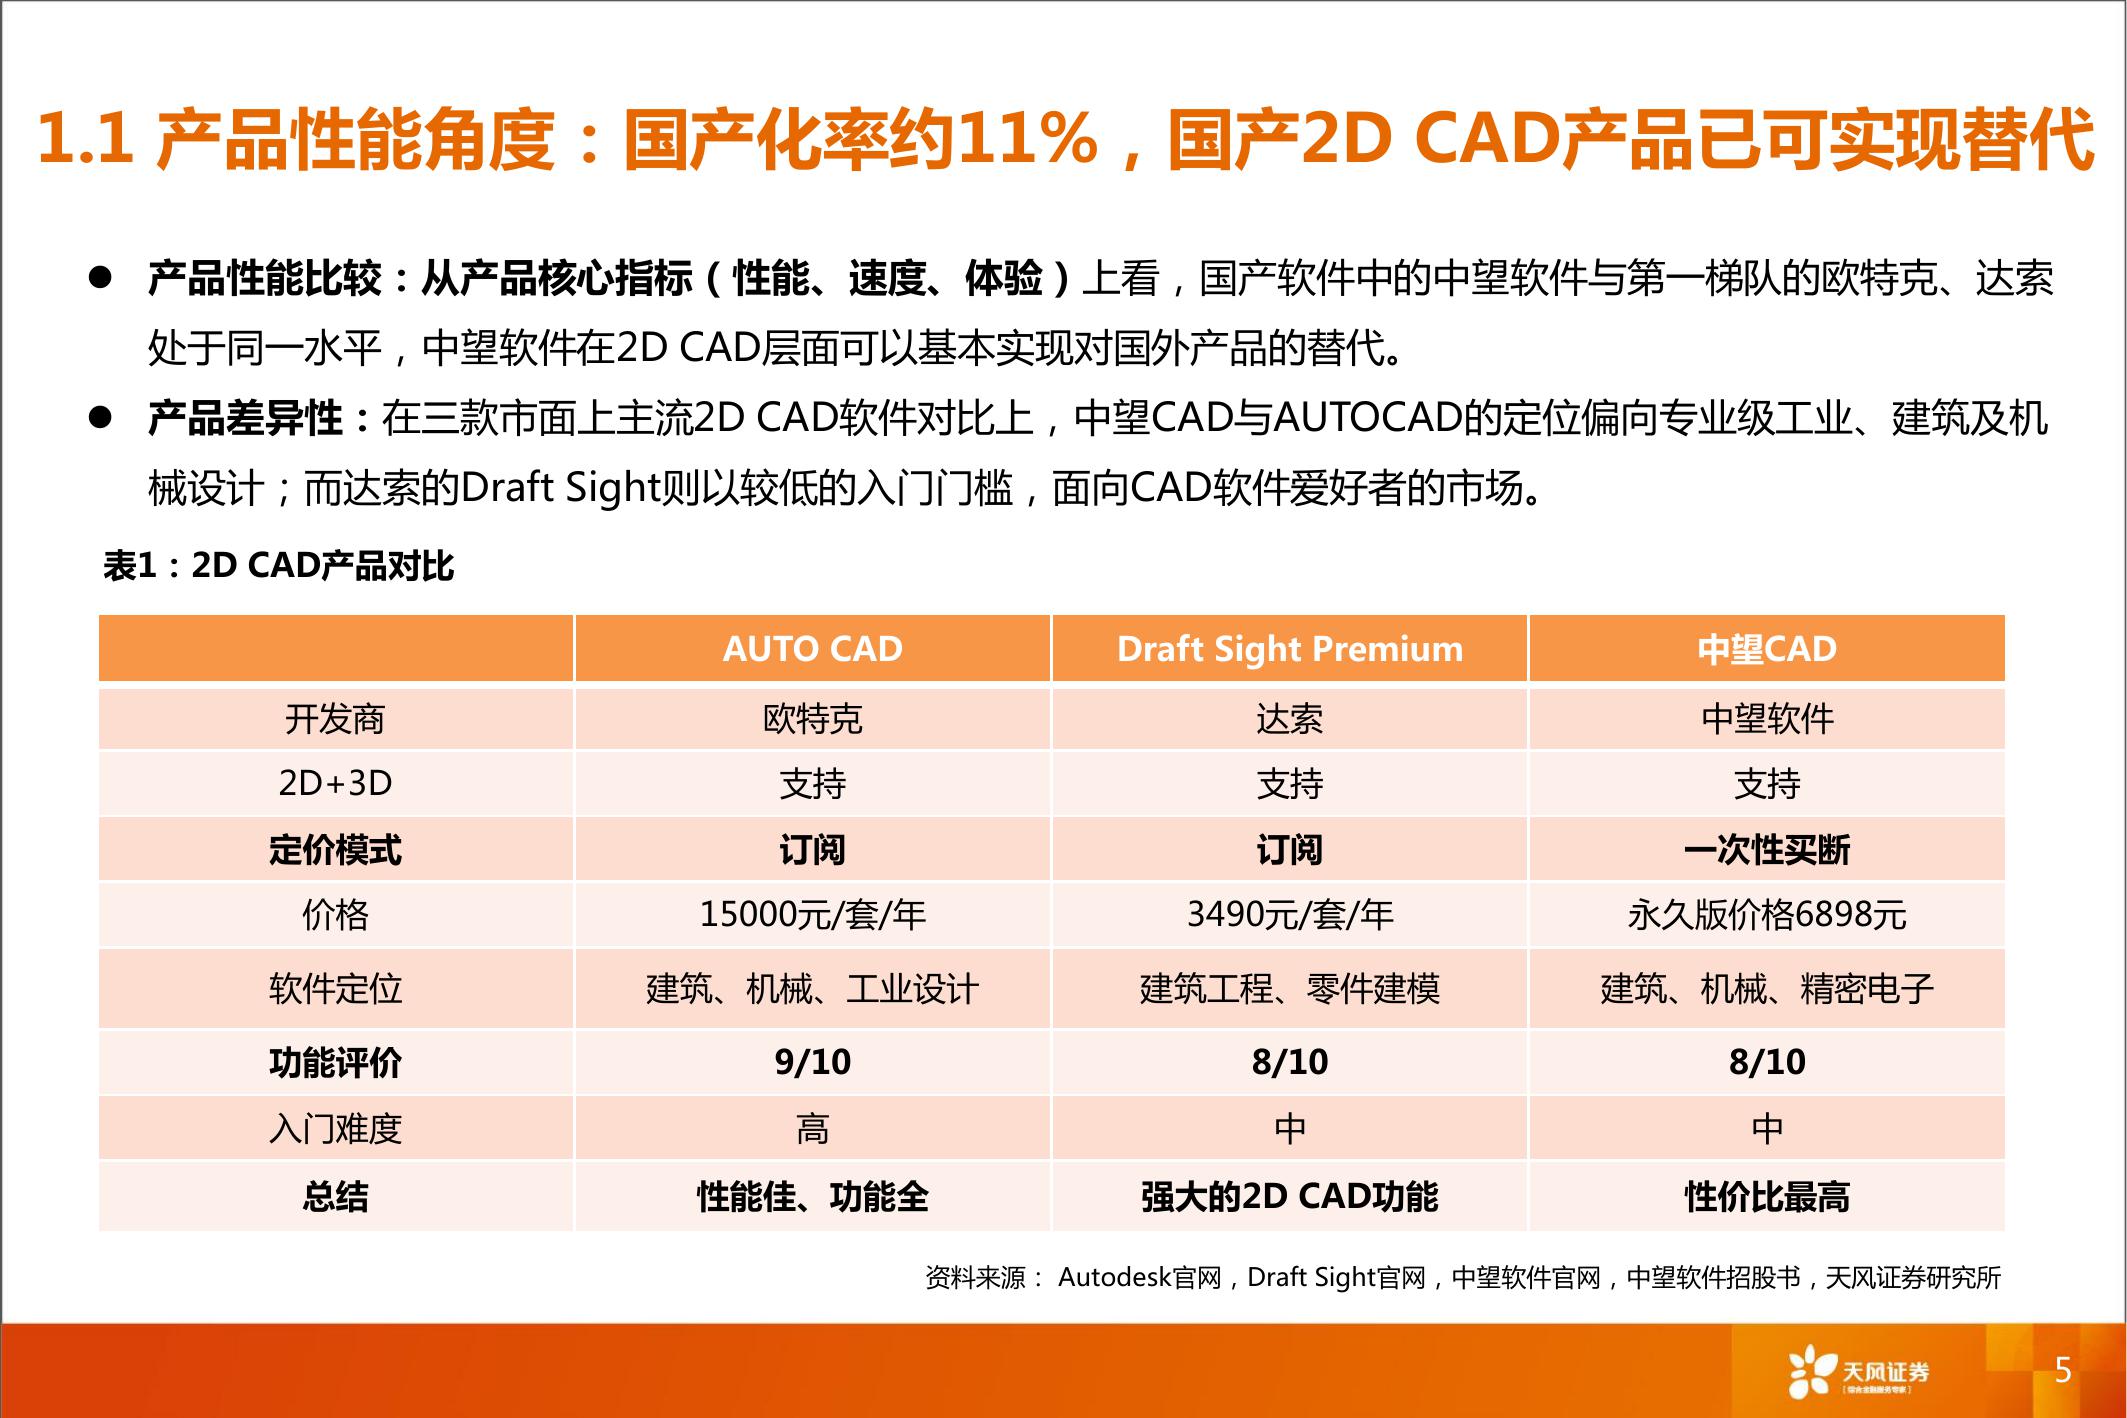 1.1 产品性能角度：国产化率约11%，国产2D CAD产品已可实现替代
● 产品性能比较：从产品核心指标（性能、速度、体验）上看，国产软件中的中望软件与第一梯队的欧特克、达索
处于同一水平，中望软件在2D CAD层面可以基本实现对国外产品的替代。
● 产品差异性：在三款市面上主流2D CAD软件对比上，中望CAD与AUTOCAD的定位偏向专业级工业、建筑及机
械设计；而达索的Draft Sight则以较低的入门门槛，面向CAD软件爱好者的市场。
表1：2D CAD产品对比
AUTO CAD Draft Sight Premium 中望CAD
开发商 欧特克 达索 中望软件
2D+3D 支持 支持 支持
定价模式 订阅 订阅 一次性买断
价格 15000元/套/年 3490元/套/年 永久版价格6898元
软件定位 建筑、机械、工业设计 建筑工程、零件建模 建筑、机械、精密电子
功能评价 9/10 8/10 8/10
入门难度 高 中 中
总结 性能佳、功能全 强大的2D CAD功能 性价比最高
资料来源： Autodesk官网，Draft Sight官网，中望软件官网，中望软件招股书，天风证券研究所
天风证券
[综合金融服务专家]
5